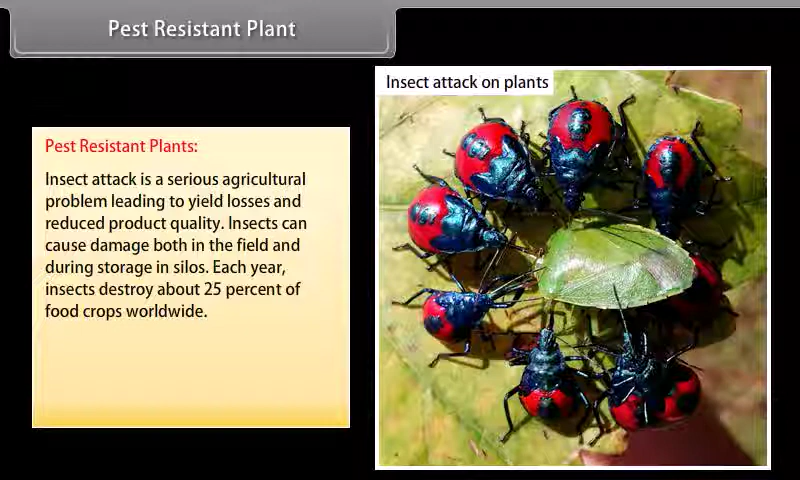 Pest Resistant Plant
Insect attack on plants
Pest Resistant Plants:
Insect attack is a serious agricultural
problem leading to yield losses and
reduced product quality. Insects can
cause damage both in the field and
during storage in silos. Each year,
insects destroy about 25 percent of
food crops worldwide.